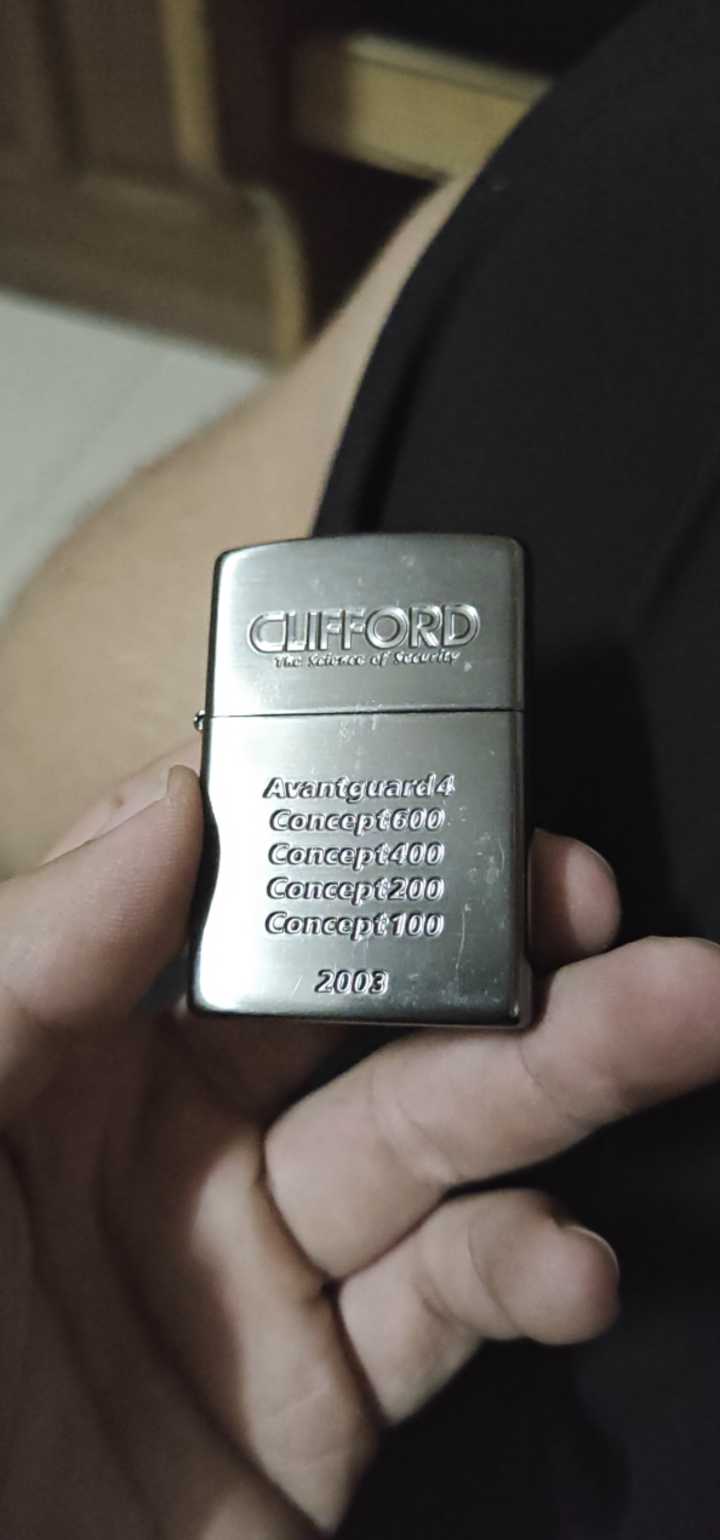 CLIFFORD
The Science of Security
Avantguard4
Concept600
Concept400
Concept200
Concept100
2003